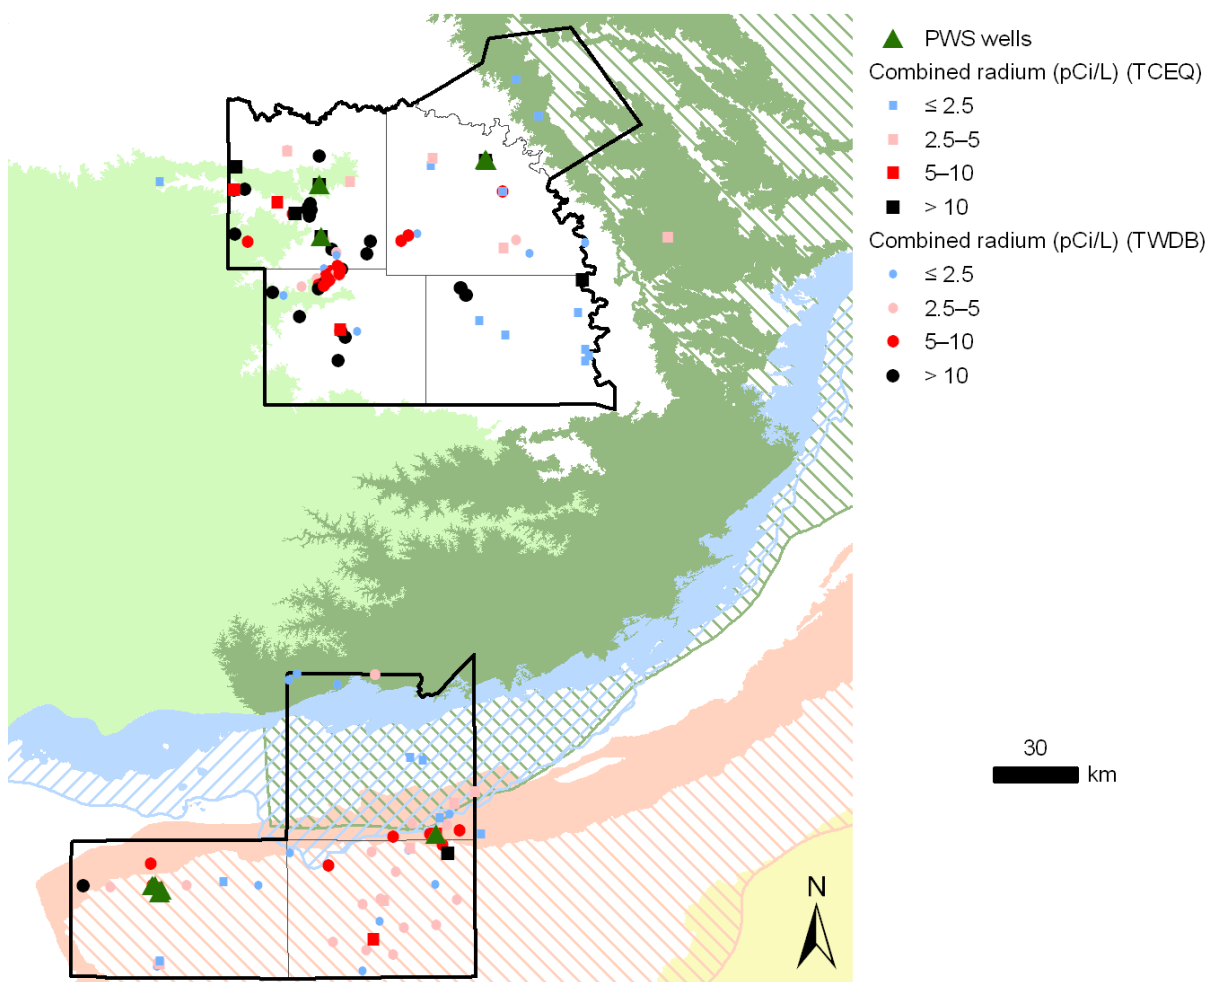 PWS wells
Combined radium (pCi/L) (TCEQ)
≤ 2.5
2.5–5
5–10
> 10
Combined radium (pCi/L) (TWDB)
≤ 2.5
2.5–5
5–10
> 10
30
km
N